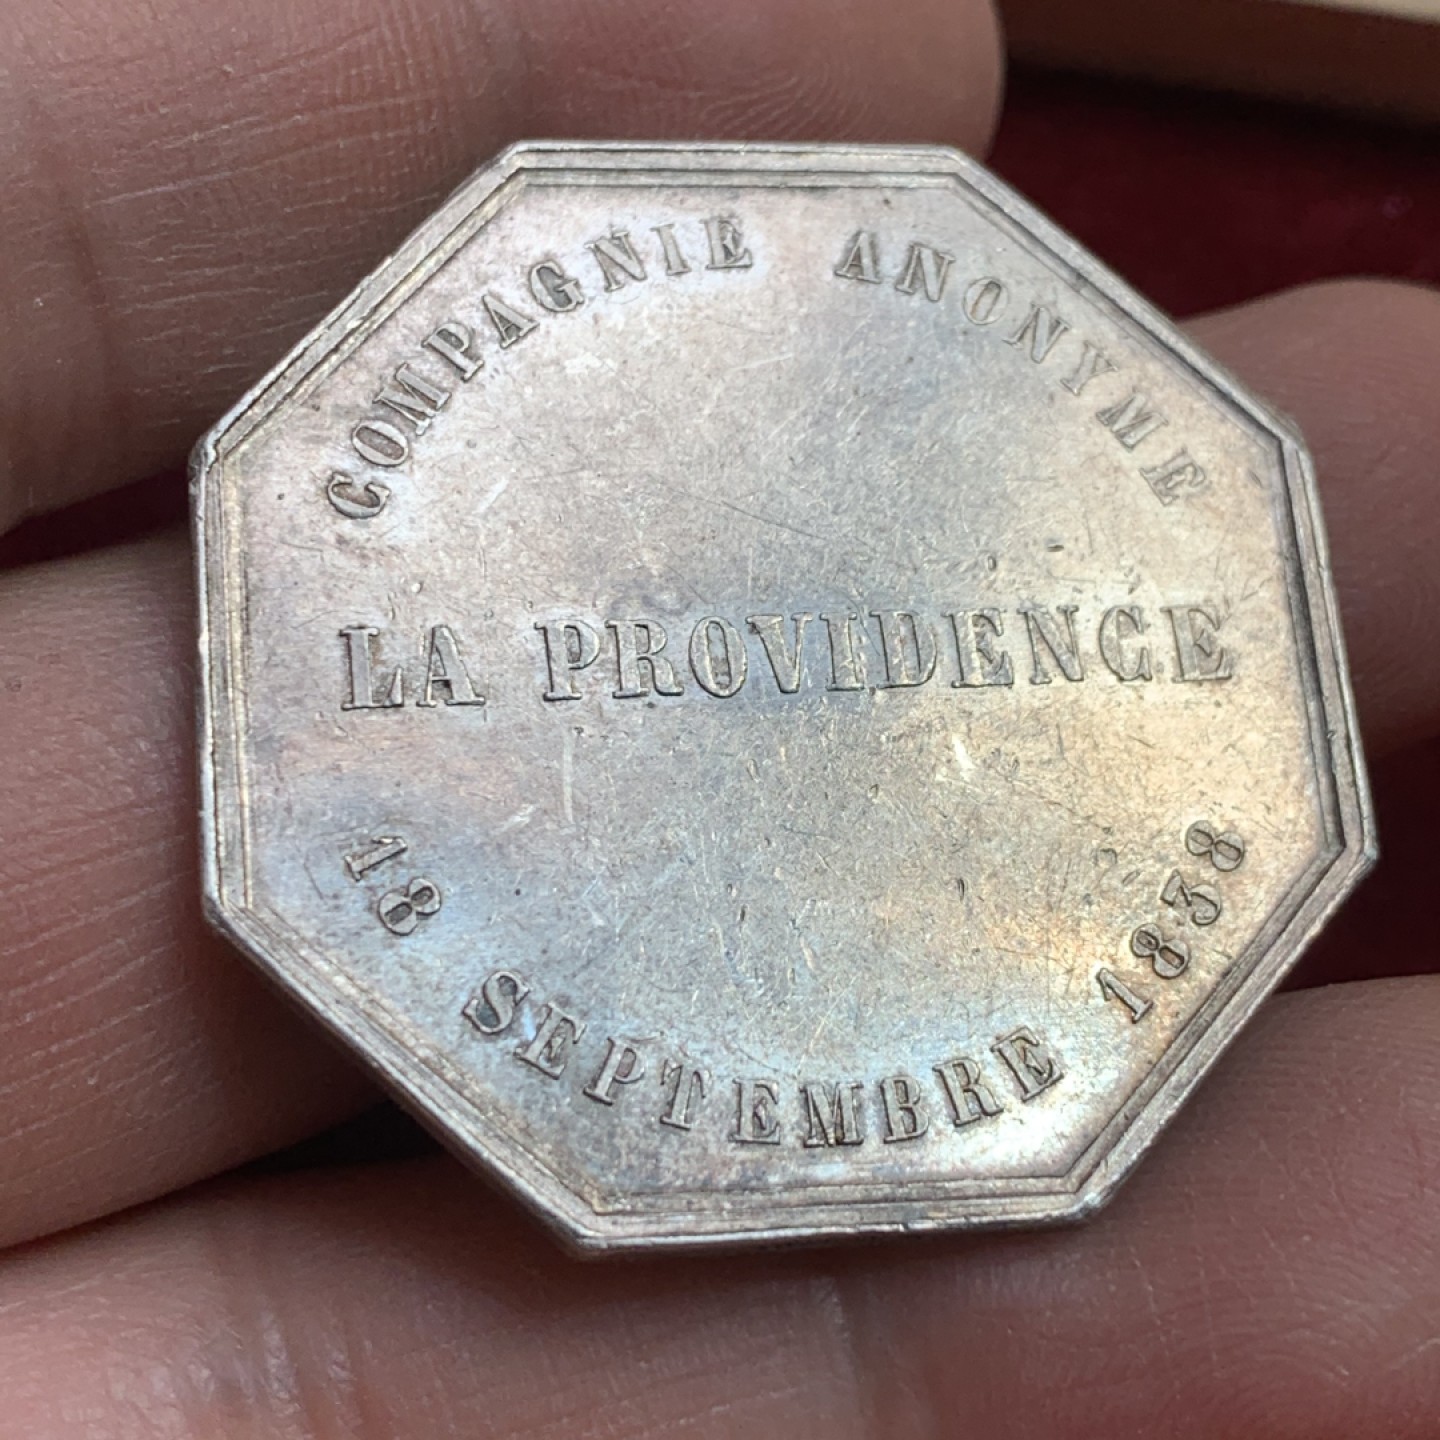 COMPAGNIE ANONYME
LA PROVIDENCE
18 SEPTEMBRE 1838